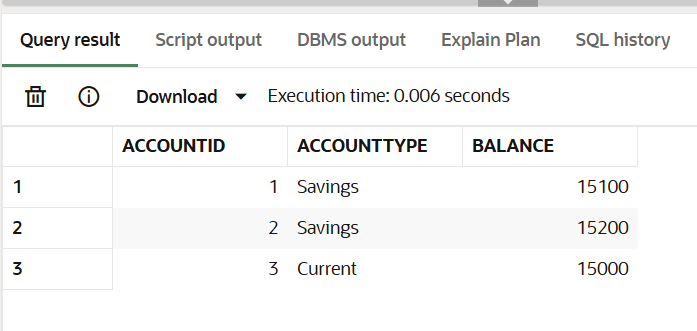 Query result Script output DBMS output Explain Plan SQL history
Download Execution time: 0.006 seconds
ACCOUNTID ACCOUNTTYPE BALANCE
1 1 Savings 15100
2 2 Savings 15200
3 3 Current 15000